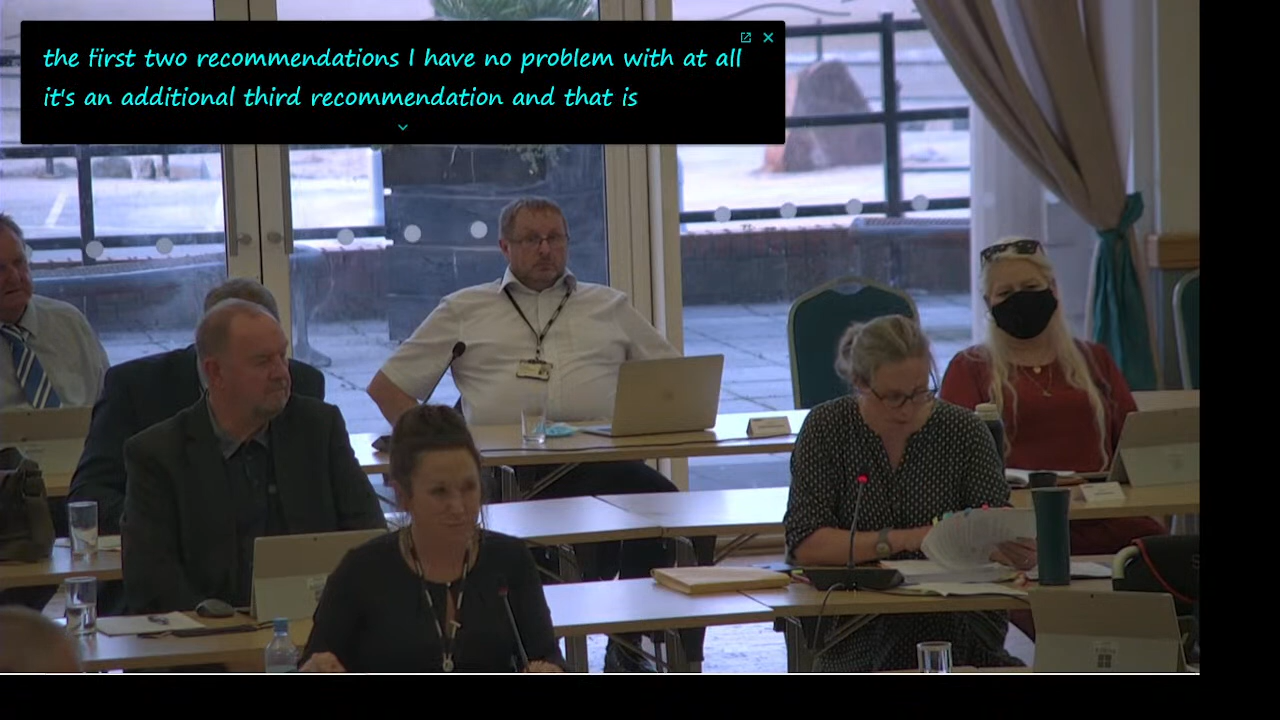 the first two recommendations I have no problem with at all
it's an additional third recommendation and that is